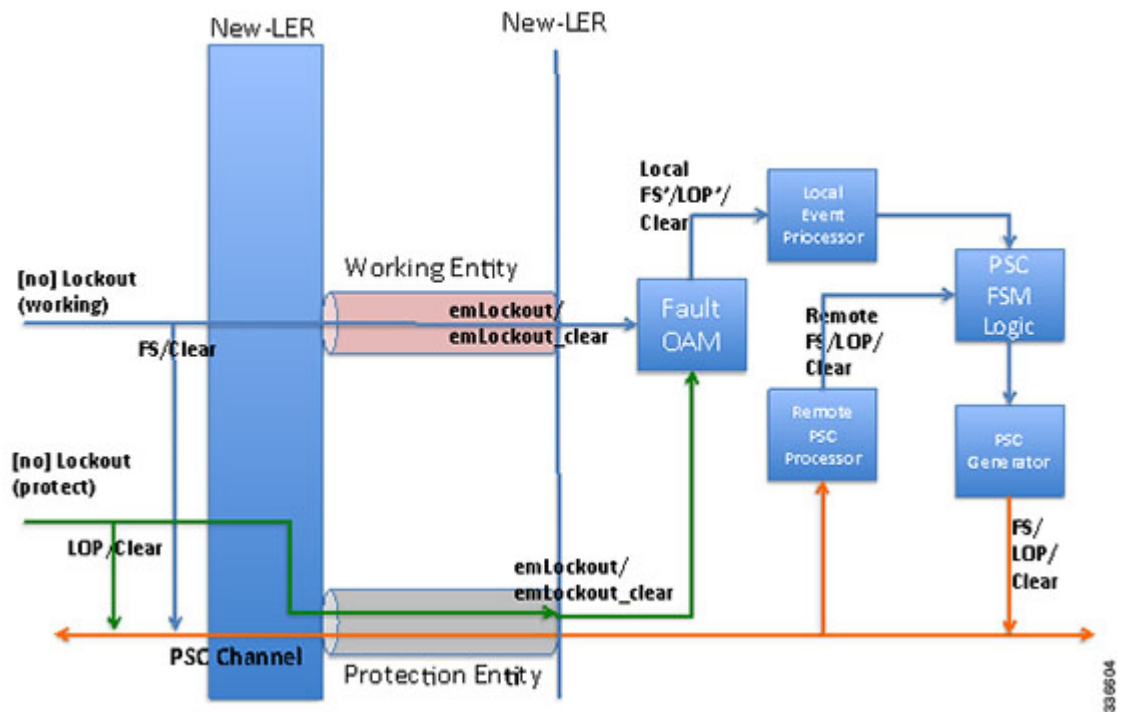 New-LER
New-LER
Local
FS'/LOP'/
Clear
Local
Event
Priocessor
[no] Lockout
(working)
Working Entity
FS/Clear
emLockout/
emLockout_clear
Fault
OAM
PSC
FSM
Logic
Remote
FS/LOP/
Clear
Remote
PSC
Processor
PSC
Generator
[no] Lockout
(protect)
LOP/Clear
emLockout/
emLockout_clear
FS/
LOP/
Clear
PSC Channel
Protection Entity
336604